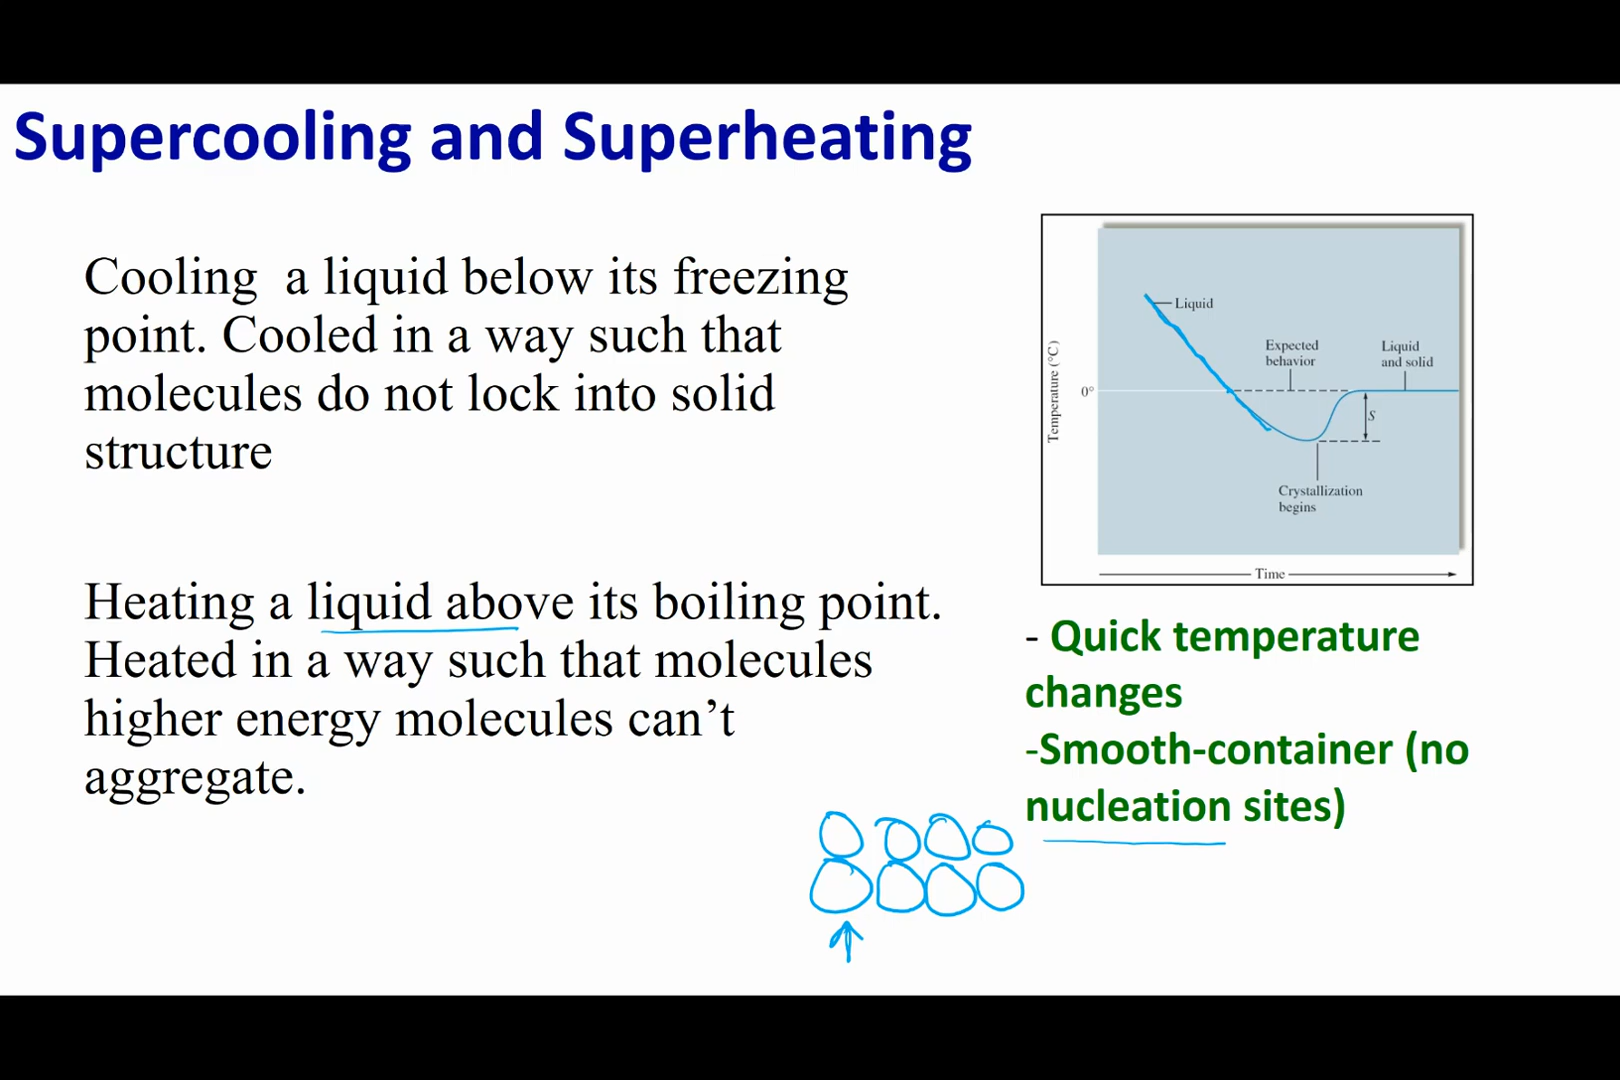 Supercooling and Superheating
Cooling a liquid below its freezing
point. Cooled in a way such that
molecules do not lock into solid
structure
Heating a liquid above its boiling point.
Heated in a way such that molecules
higher energy molecules can’t
aggregate.
Temperature (°C)
0°
Liquid
Expected
behavior
Liquid
and solid
S
Crystallization
begins
Time
- Quick temperature
changes
-Smooth-container (no
nucleation sites)